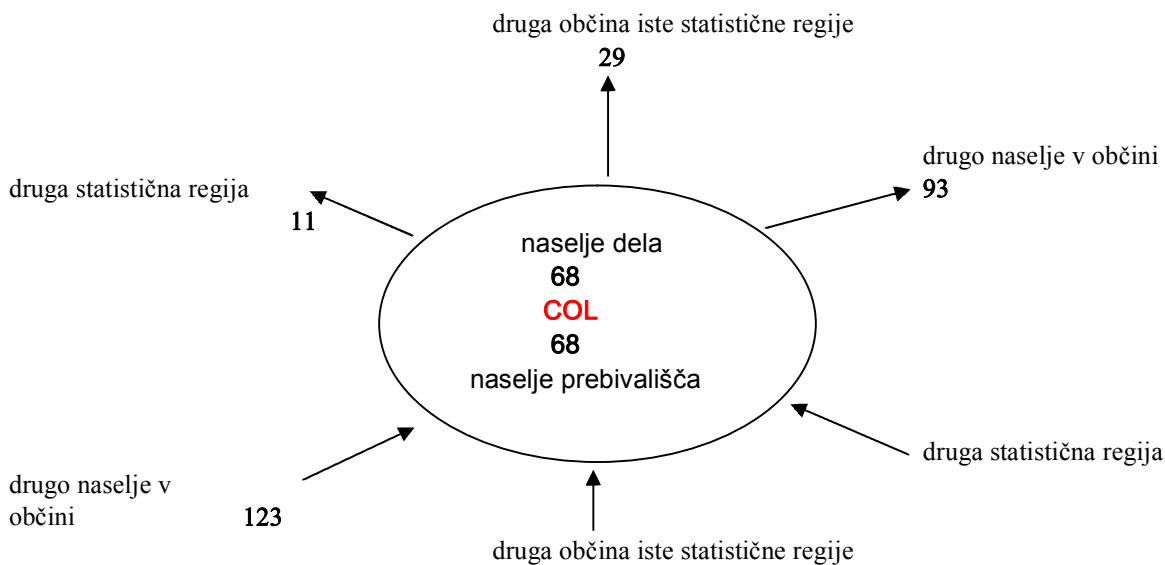 druga občina iste statistične regije
29
drugo naselje v občini
93
druga statistična regija
11
naselje dela
68
COL
68
naselje prebivališča
druga statistična regija
drugo naselje v
občini 123
druga občina iste statistične regije